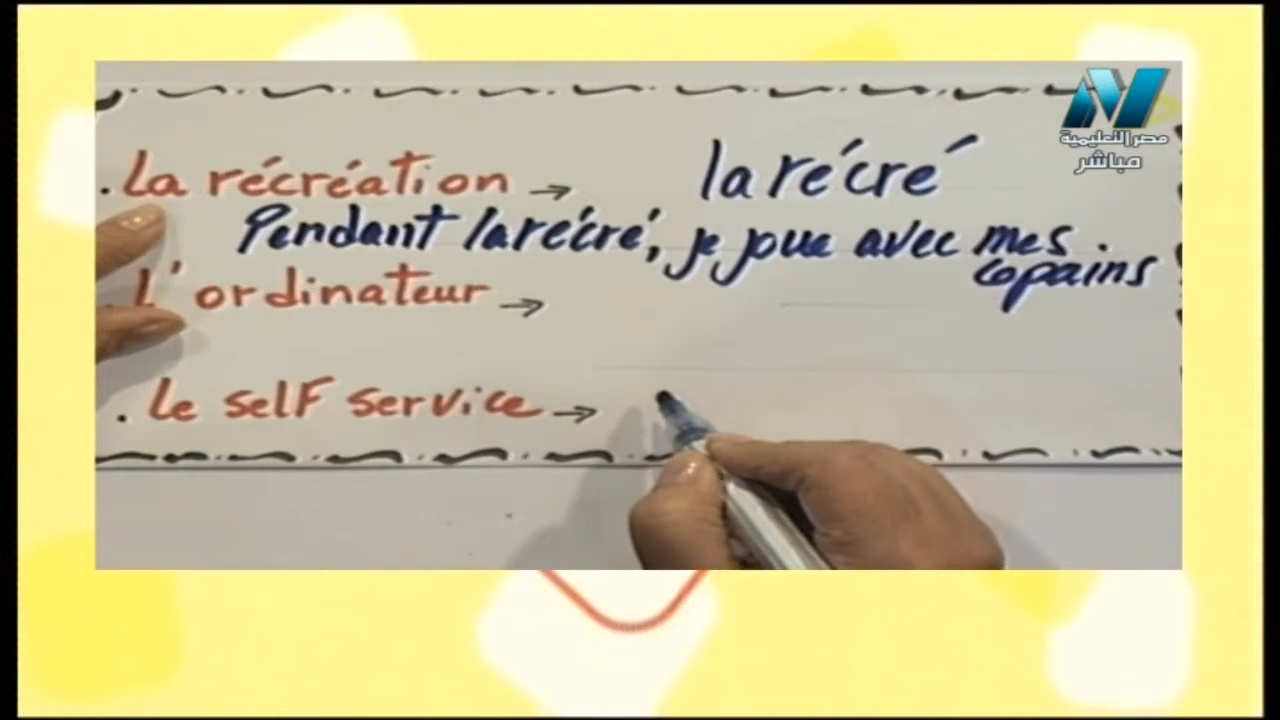 مصر التعليمية
مباشر
. La récréation → la récré
Pendant la récré, je joue avec mes .
copains
L'ordinateur →
. le selF service →